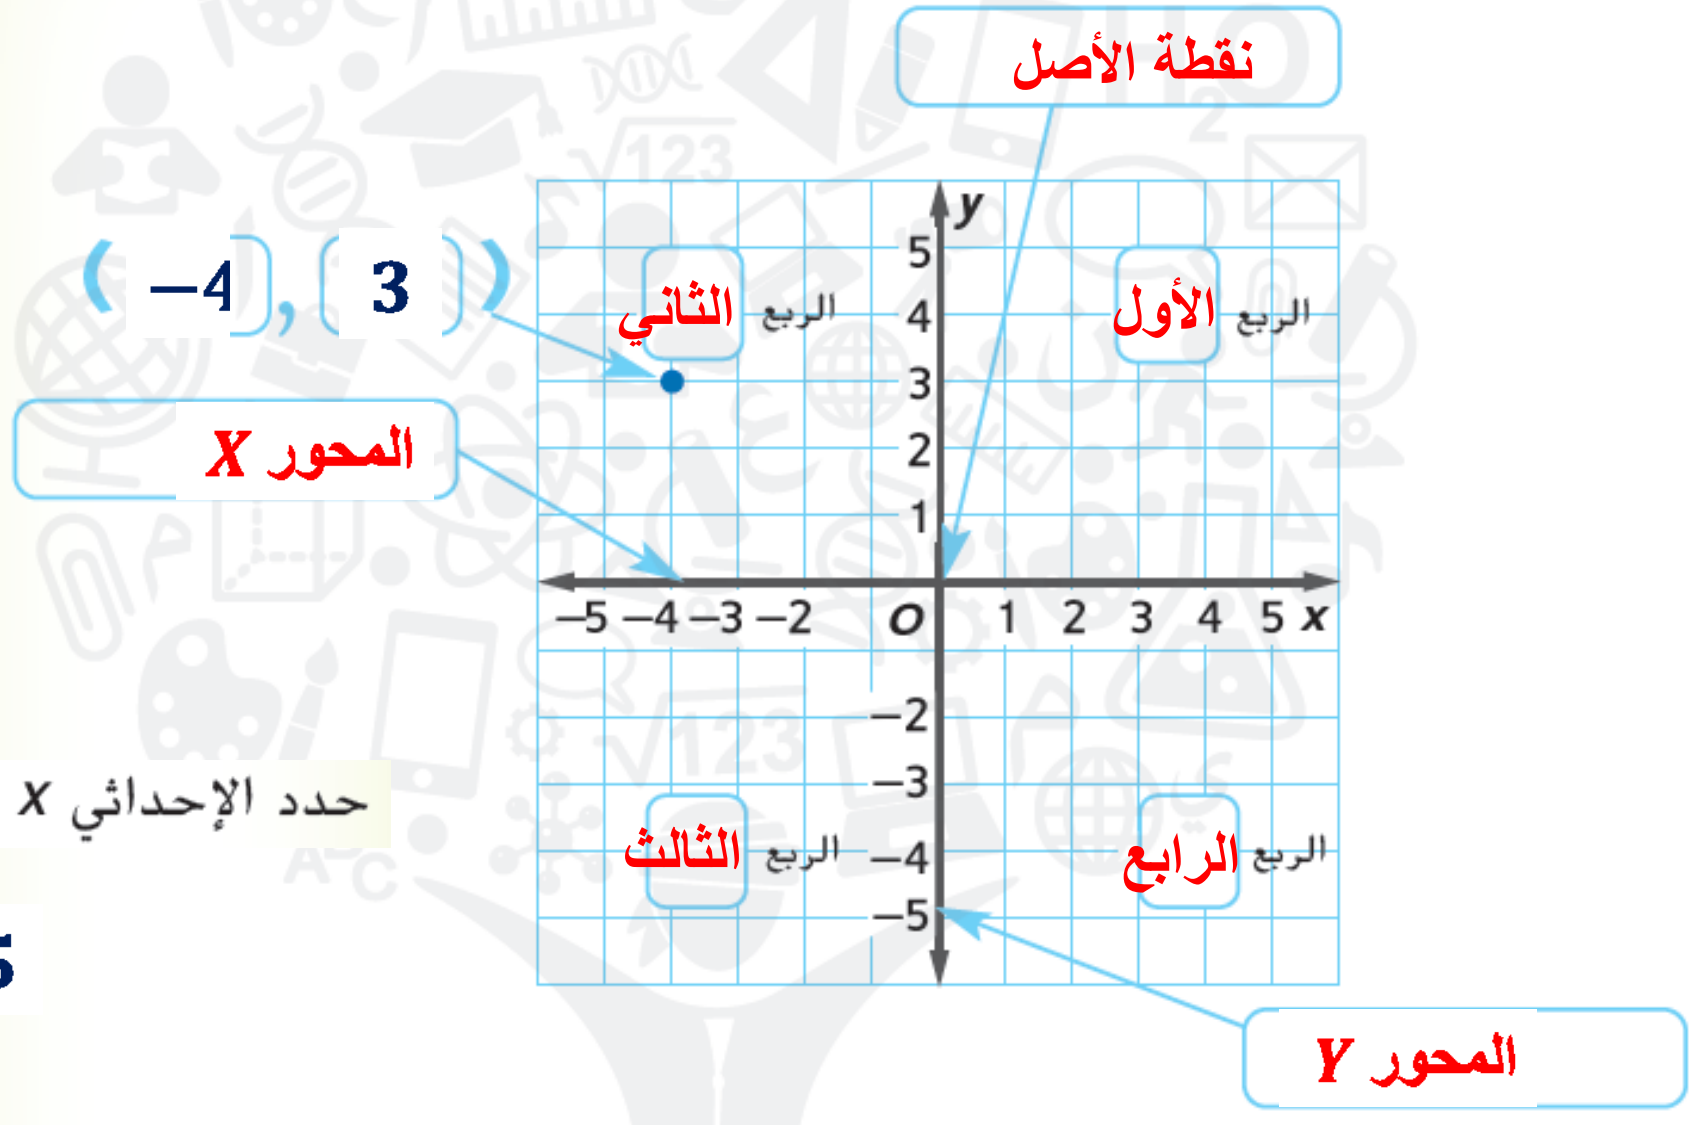 نقطة الأصل
y
(−4, 3)
5
الربع الثاني
الربع الأول
4
3
المحور X
2
1
−5 −4 −3 −2 O 1 2 3 4 5 x
−2
−3
حدد الإحداثي x
الربع الثالث
−4
الربع الرابع
−5
المحور Y